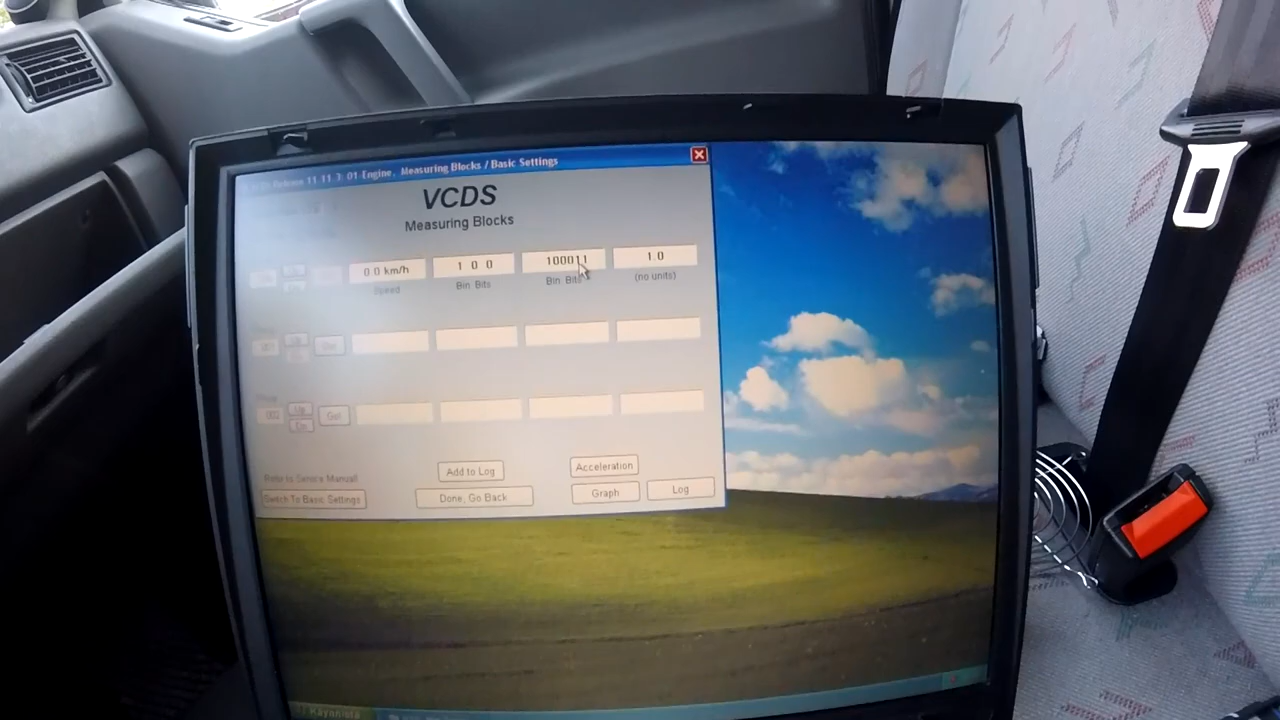 Release 11.11.3: 01-Engine, Measuring Blocks / Basic Settings
VCDS
Measuring Blocks
0.0 km/h 1 0 0 100011 1.0
Speed Bin. Bits Bin. Bits (no units)
002 Up Go!
Dn
Refer to Service Manual!
Add to Log Acceleration
Switch To Basic Settings Done, Go Back Graph Log
Käynnistä